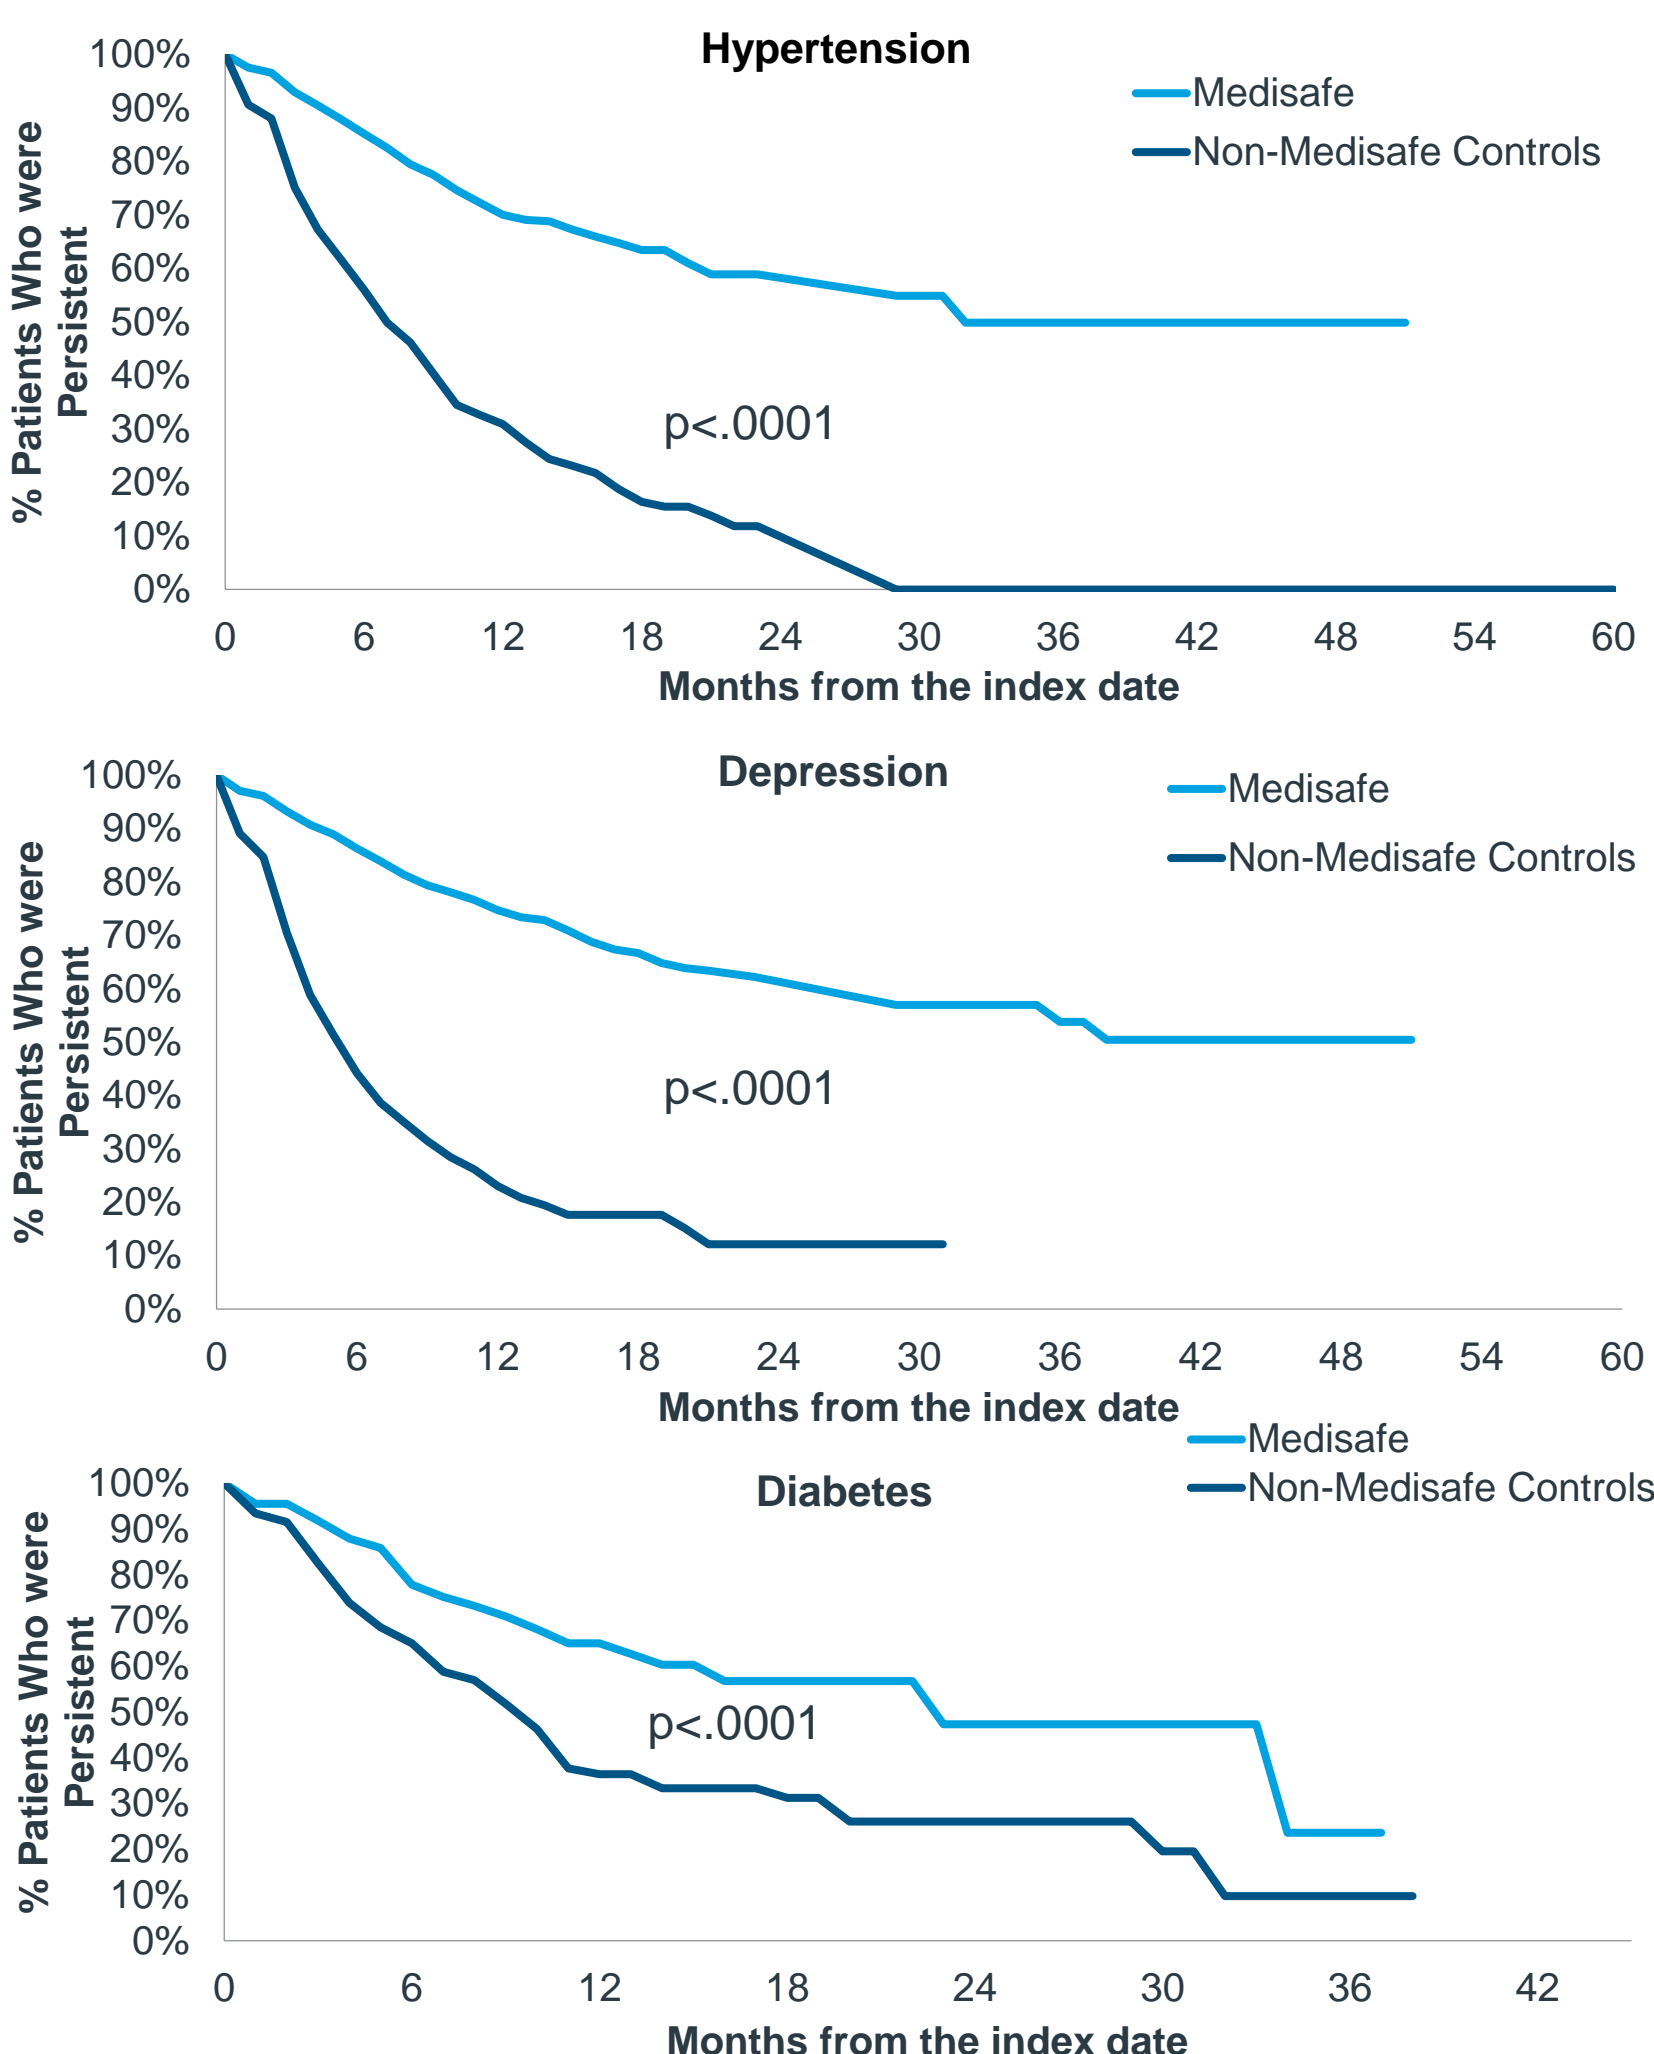 Hypertension
Medisafe
Non-Medisafe Controls
100%
90%
80%
70%
60%
50%
40%
30%
20%
10%
0%
% Patients Who were
Persistent
p<.0001
0 6 12 18 24 30 36 42 48 54 60
Months from the index date
Depression
Medisafe
Non-Medisafe Controls
100%
90%
80%
70%
60%
50%
40%
30%
20%
10%
0%
% Patients Who were
Persistent
p<.0001
0 6 12 18 24 30 36 42 48 54 60
Months from the index date
Medisafe
Non-Medisafe Controls
Diabetes
100%
90%
80%
70%
60%
50%
40%
30%
20%
10%
0%
% Patients Who were
Persistent
p<.0001
0 6 12 18 24 30 36 42
Months from the index date